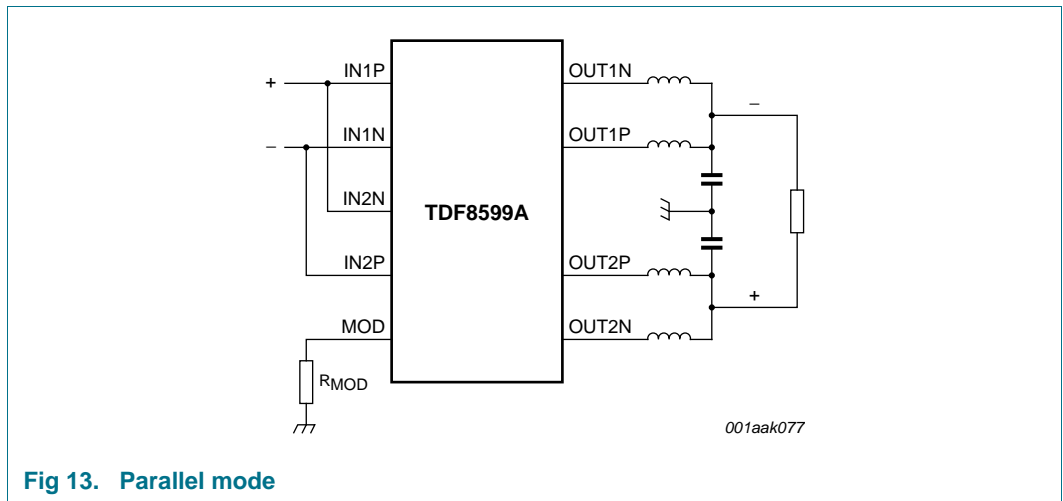 +
IN1P
OUT1N
−
−
IN1N
OUT1P
IN2N
TDF8599A
IN2P
OUT2P
+
MOD
OUT2N
RMOD
001aak077
Fig 13. Parallel mode